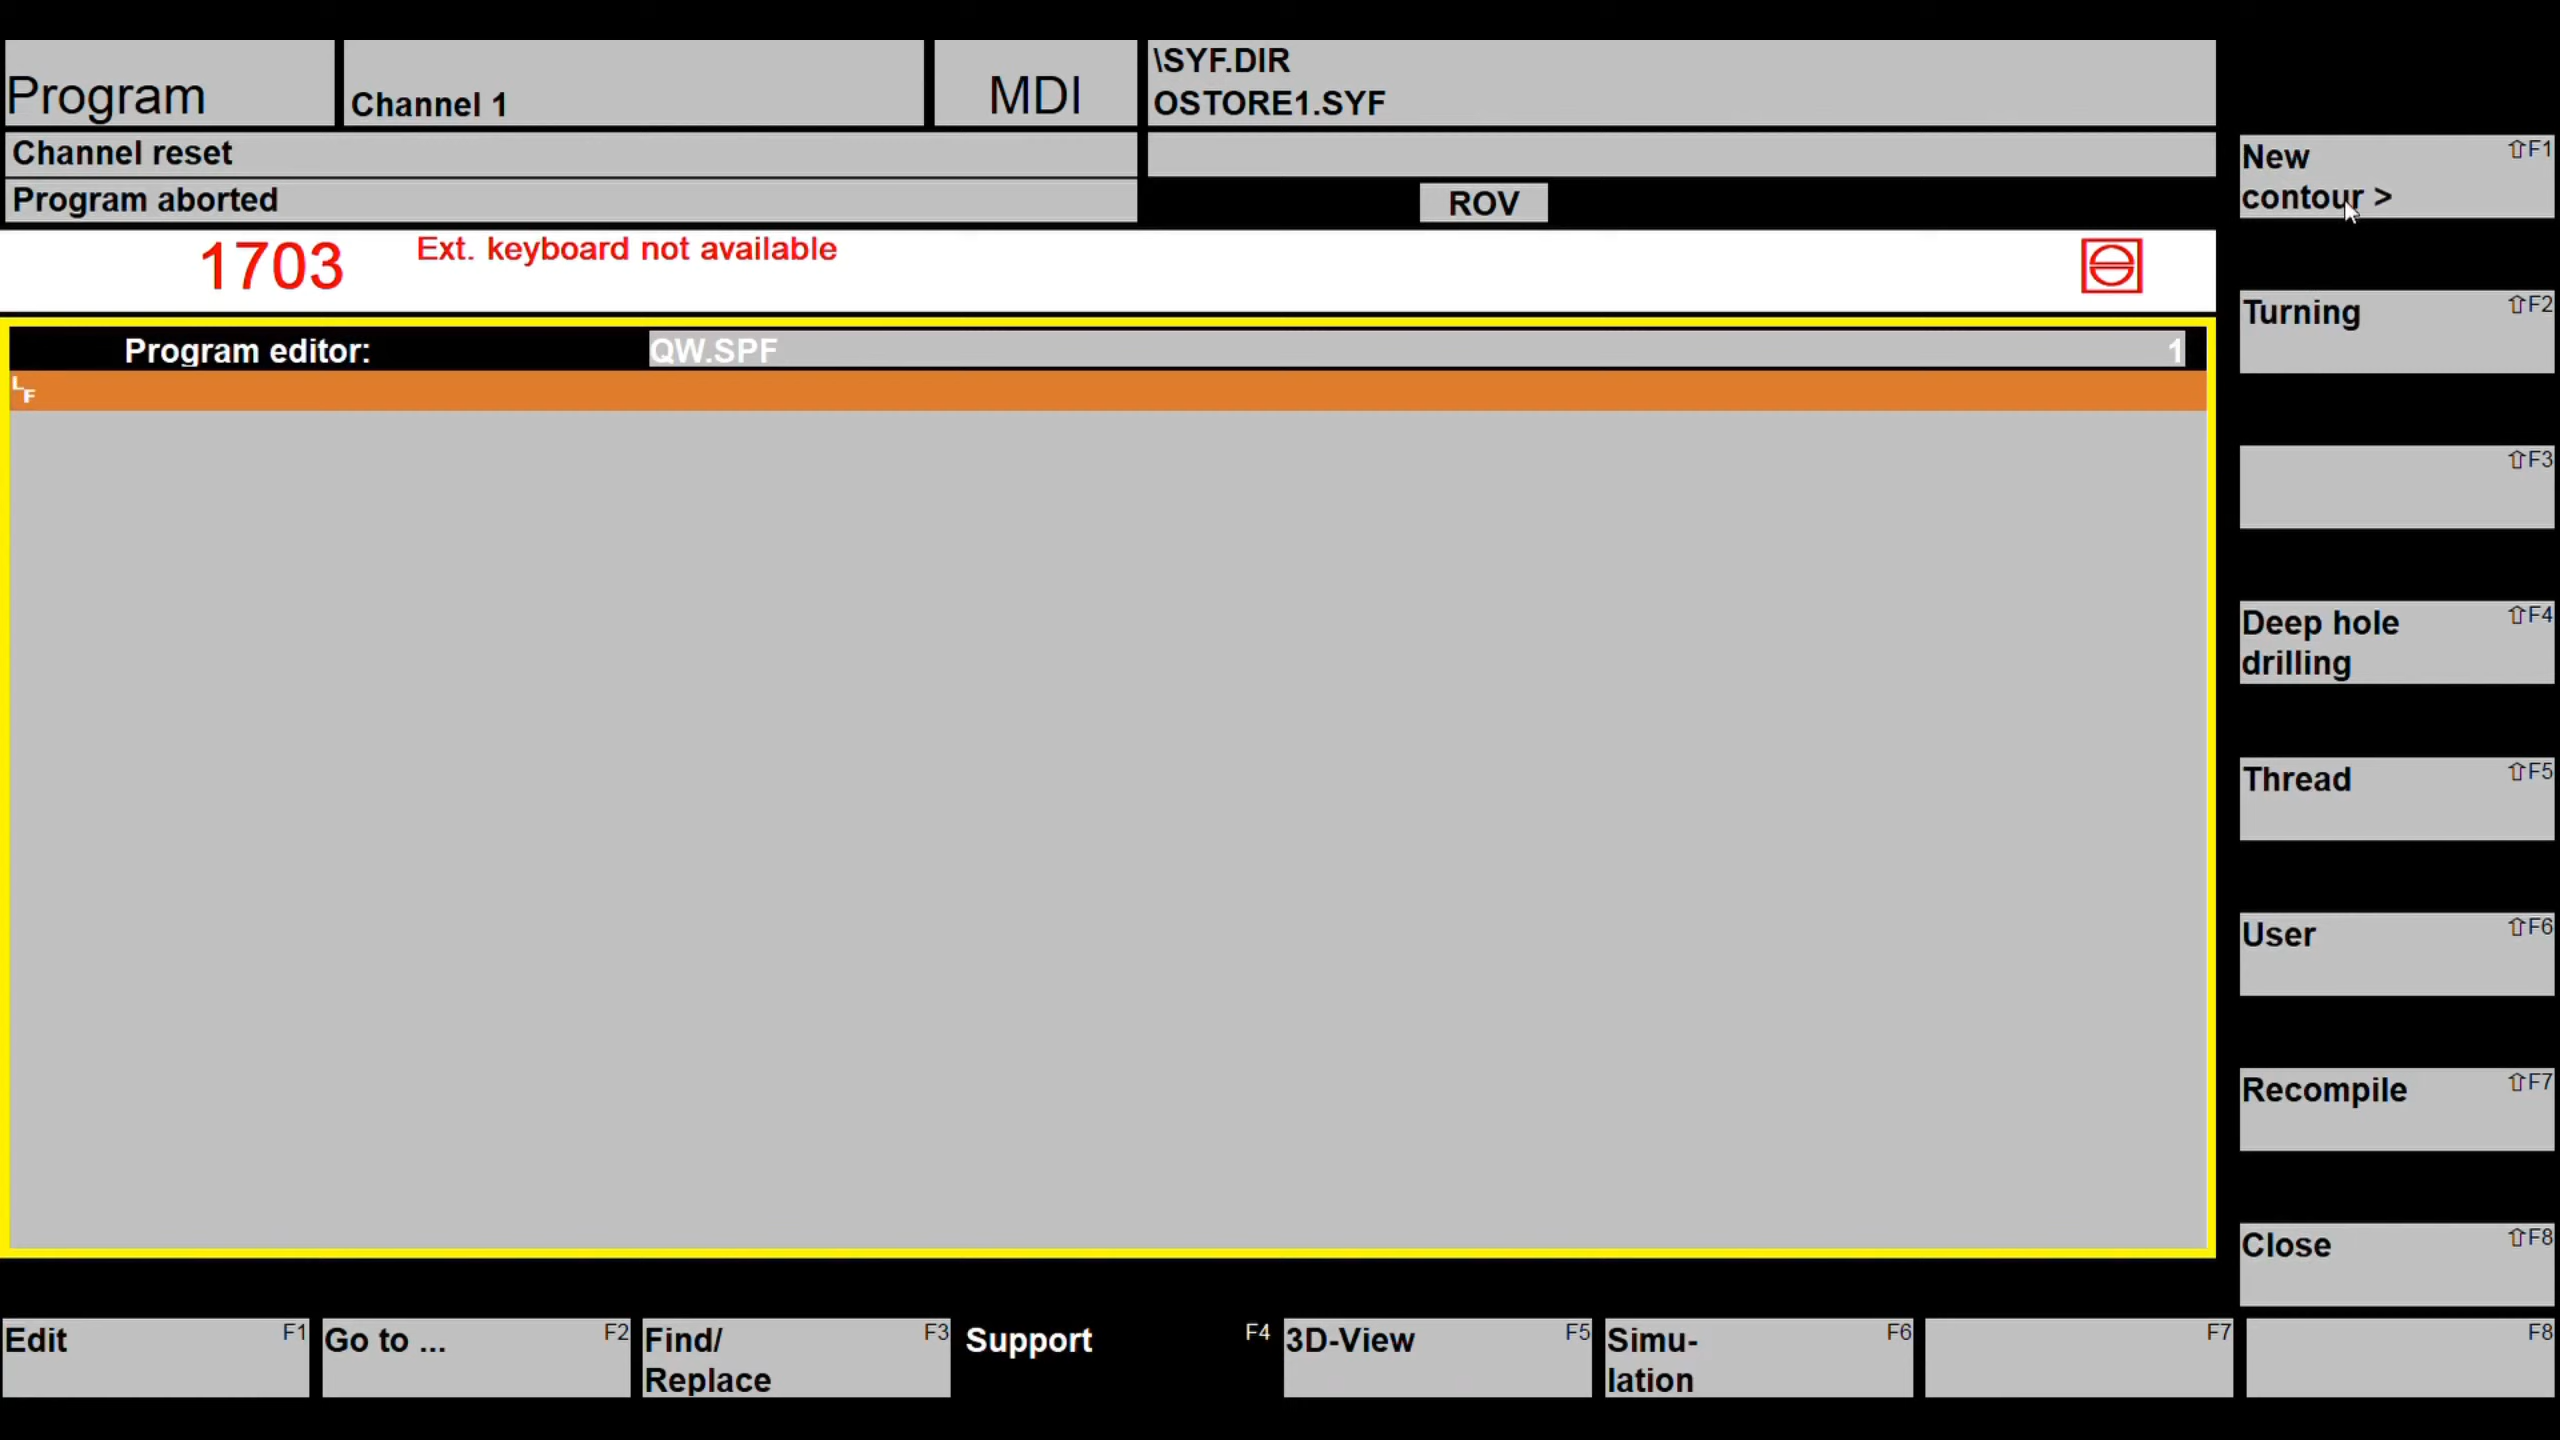 Program
Channel 1
MDI
\SYF.DIR
OSTORE1.SYF
Channel reset
Program aborted
ROV
1703
Ext. keyboard not available
Program editor:
QW.SPF
1
LF
New
contour >
⇧F1
Turning
⇧F2
⇧F3
Deep hole
drilling
⇧F4
Thread
⇧F5
User
⇧F6
Recompile
⇧F7
Close
⇧F8
Edit
F1
Go to ...
F2
Find/
Replace
F3
Support
F4
3D-View
F5
Simu-
lation
F6
F7
F8